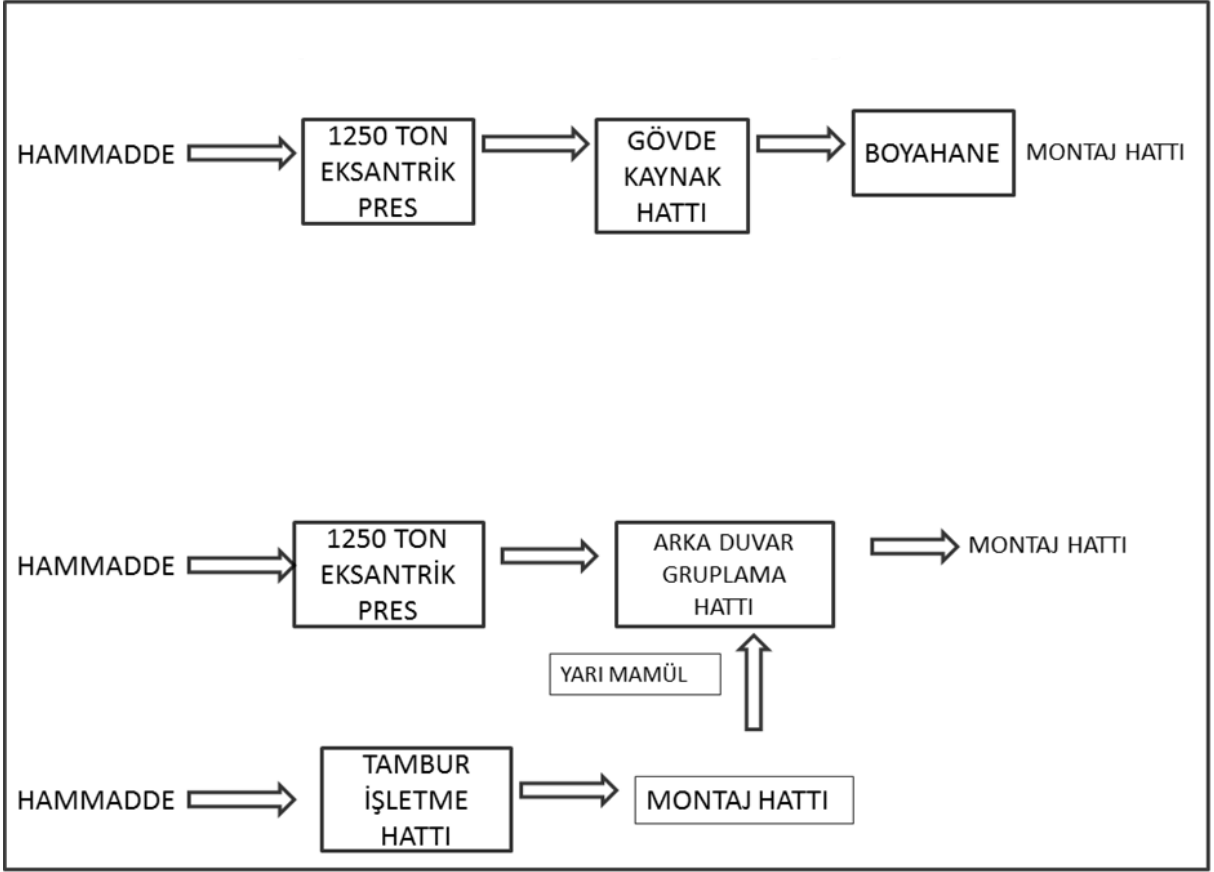 HAMMADDE
1250 TON
EKSANTRİK
PRES
GÖVDE
KAYNAK
HATTI
BOYAHANE
MONTAJ HATTI
HAMMADDE
1250 TON
EKSANTRİK
PRES
ARKA DUVAR
GRUPLAMA
HATTI
MONTAJ HATTI
YARI MAMÜL
HAMMADDE
TAMBUR
İŞLETME
HATTI
MONTAJ HATTI